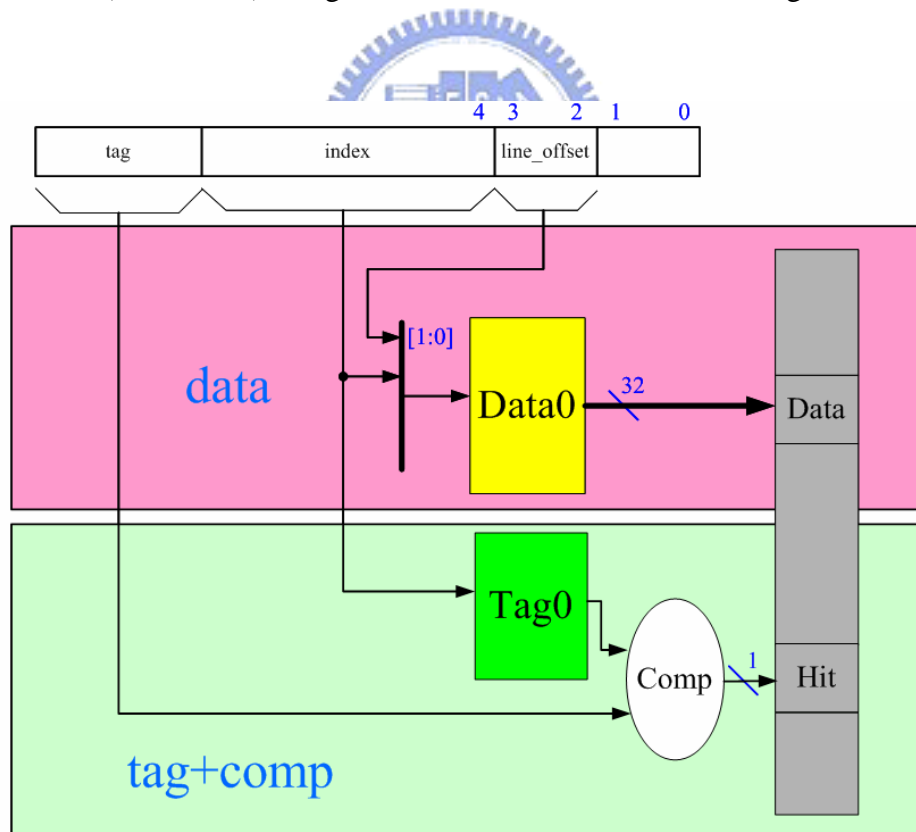 4 3 2 1 0
tag index line_offset
[1:0]
data
Data0
32
Data
Tag0
Comp
1
Hit
tag+comp